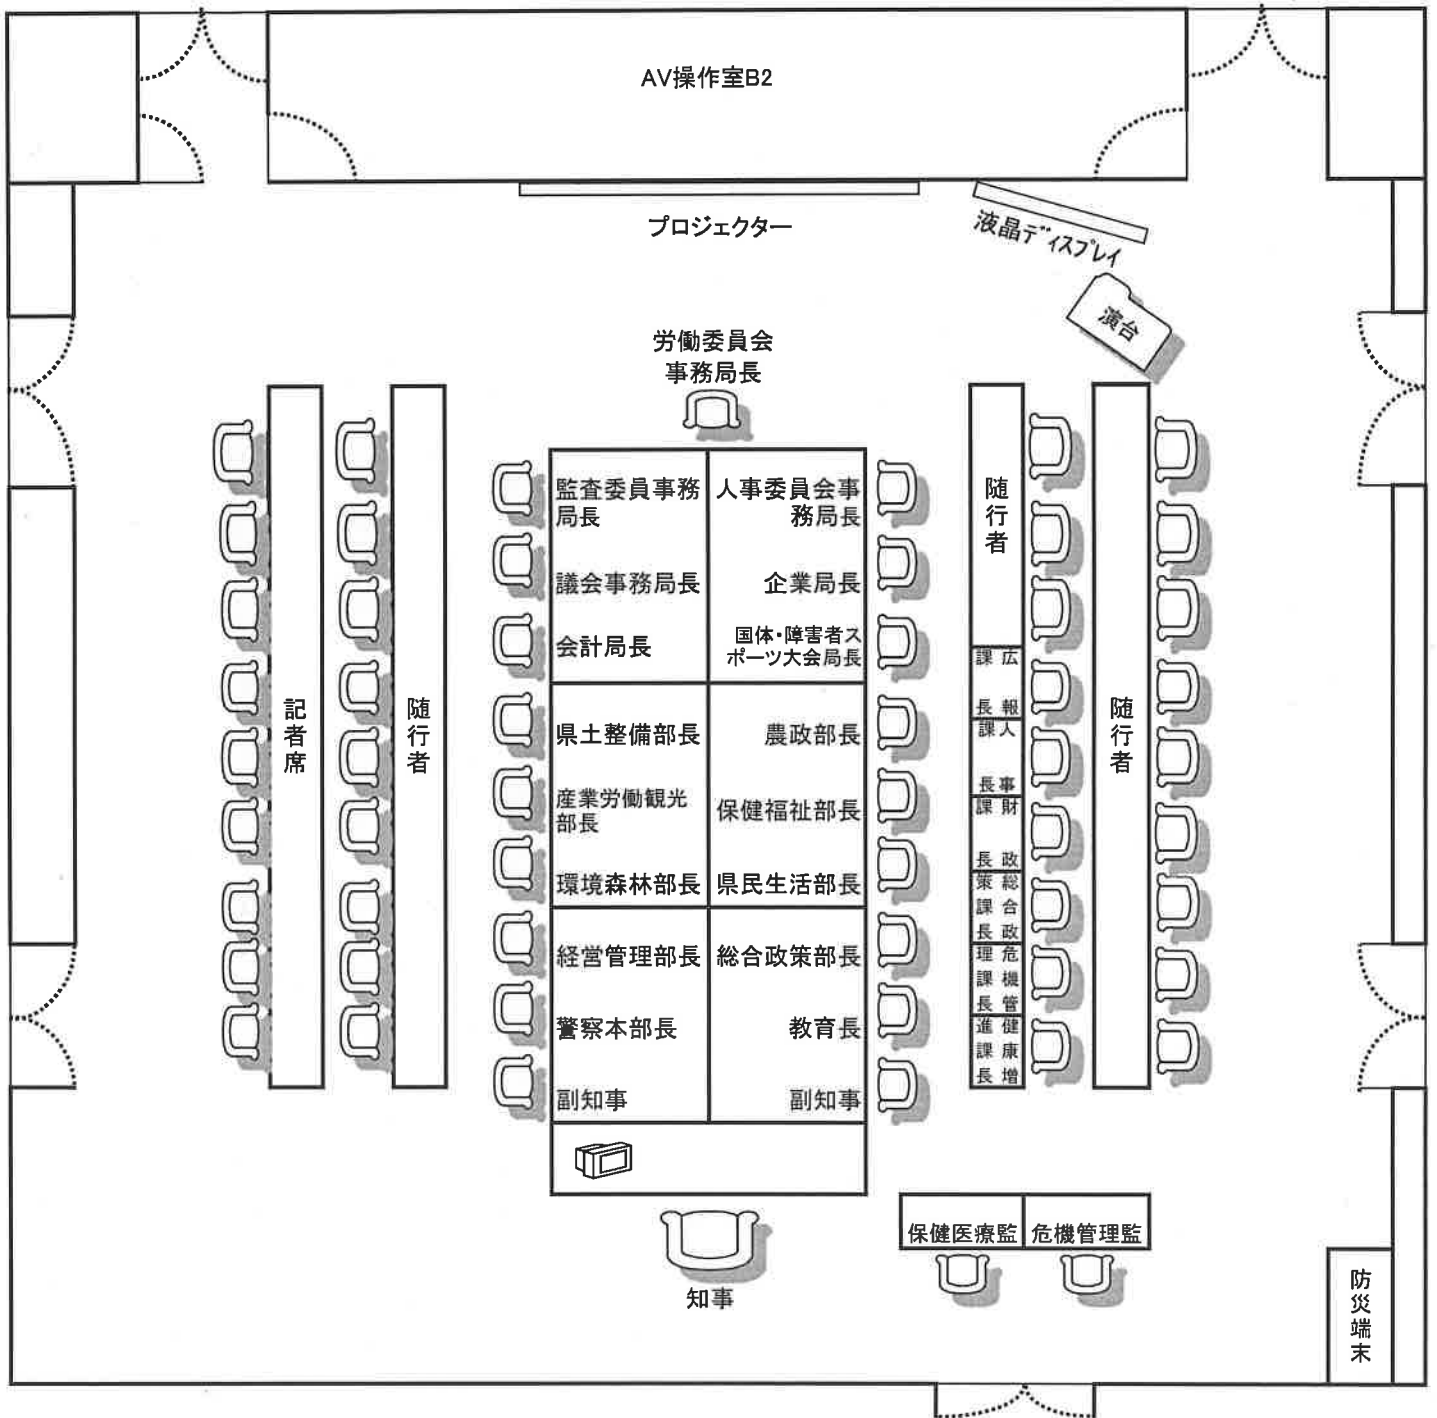 AV操作室B2
プロジェクター
液晶ディスプレイ
演台
労働委員会
事務局長
監査委員事務
局長
人事委員会事
務局長
議会事務局長
企業局長
会計局長
国体・障害者ス
ポーツ大会局長
県土整備部長
農政部長
産業労働観光
部長
保健福祉部長
環境森林部長
県民生活部長
経営管理部長
総合政策部長
警察本部長
教育長
副知事
副知事
知事
記者席
随行者
随行者
広報
課長
人事
課長
財政
課長
総合政
策課長
危機管
理課長
健康増
進課長
随行者
保健医療監
危機管理監
防災端末